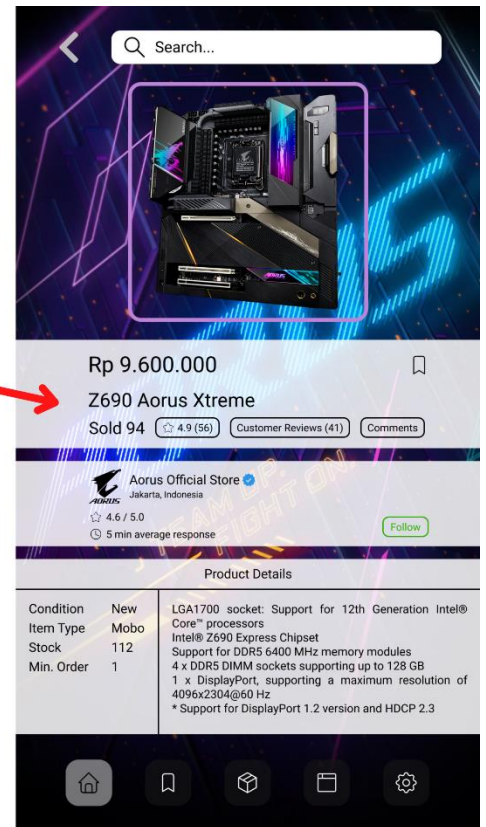 Search...
AORUS
Rp 9.600.000
Z690 Aorus Xtreme
Sold 94 4.9 (56) Customer Reviews (41) Comments
AORUS
Aorus Official Store
Jakarta, Indonesia
4.6 / 5.0
5 min average response
Follow
TEAM UP.
FIGHT ON.
Product Details
Condition New
Item Type Mobo
Stock 112
Min. Order 1
LGA1700 socket: Support for 12th Generation Intel®
Core™ processors
Intel® Z690 Express Chipset
Support for DDR5 6400 MHz memory modules
4 x DDR5 DIMM sockets supporting up to 128 GB
1 x DisplayPort, supporting a maximum resolution of
4096x2304@60 Hz
* Support for DisplayPort 1.2 version and HDCP 2.3